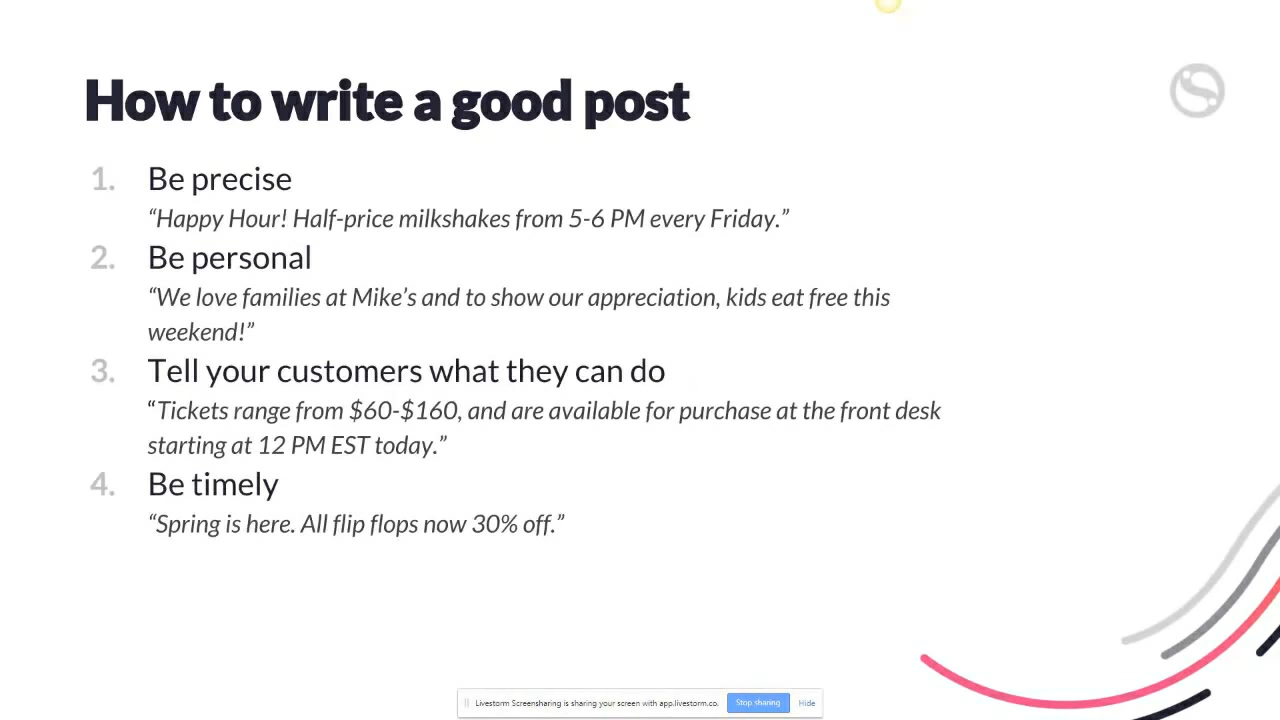 How to write a good post
1. Be precise
“Happy Hour! Half-price milkshakes from 5-6 PM every Friday.”
2. Be personal
“We love families at Mike’s and to show our appreciation, kids eat free this
weekend!”
3. Tell your customers what they can do
“Tickets range from $60-$160, and are available for purchase at the front desk
starting at 12 PM EST today.”
4. Be timely
“Spring is here. All flip flops now 30% off.”
Livestorm Screensharing is sharing your screen with app.livestorm.co. Stop sharing Hide